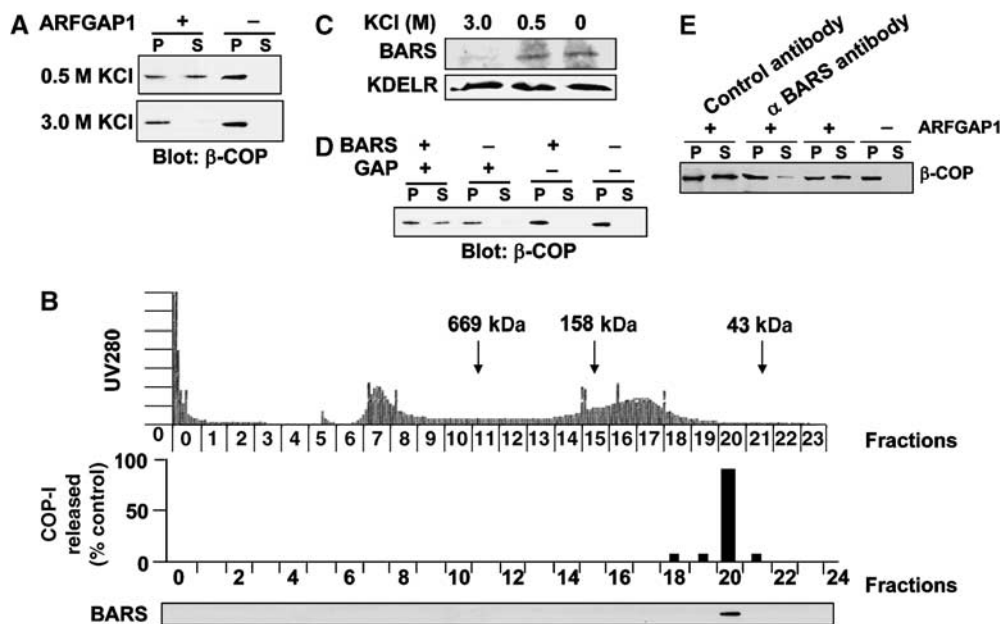 A
ARFGAP1 + –
P S P S
0.5 M KCl
3.0 M KCl
Blot: β-COP
C
KCl (M) 3.0 0.5 0
BARS
KDELR
D
BARS + – + –
GAP + + – –
P S P S P S P S
Blot: β-COP
E
Control antibody
α BARS antibody
+ + + – ARFGAP1
P S P S P S P S
β-COP
B
UV280
669 kDa 158 kDa 43 kDa
0 0 1 2 3 4 5 6 7 8 9 10 11 12 13 14 15 16 17 18 19 20 21 22 23 Fractions
COP-I
released
(% control)
100
50
0
0 2 4 6 8 10 12 14 16 18 20 22 24 Fractions
BARS